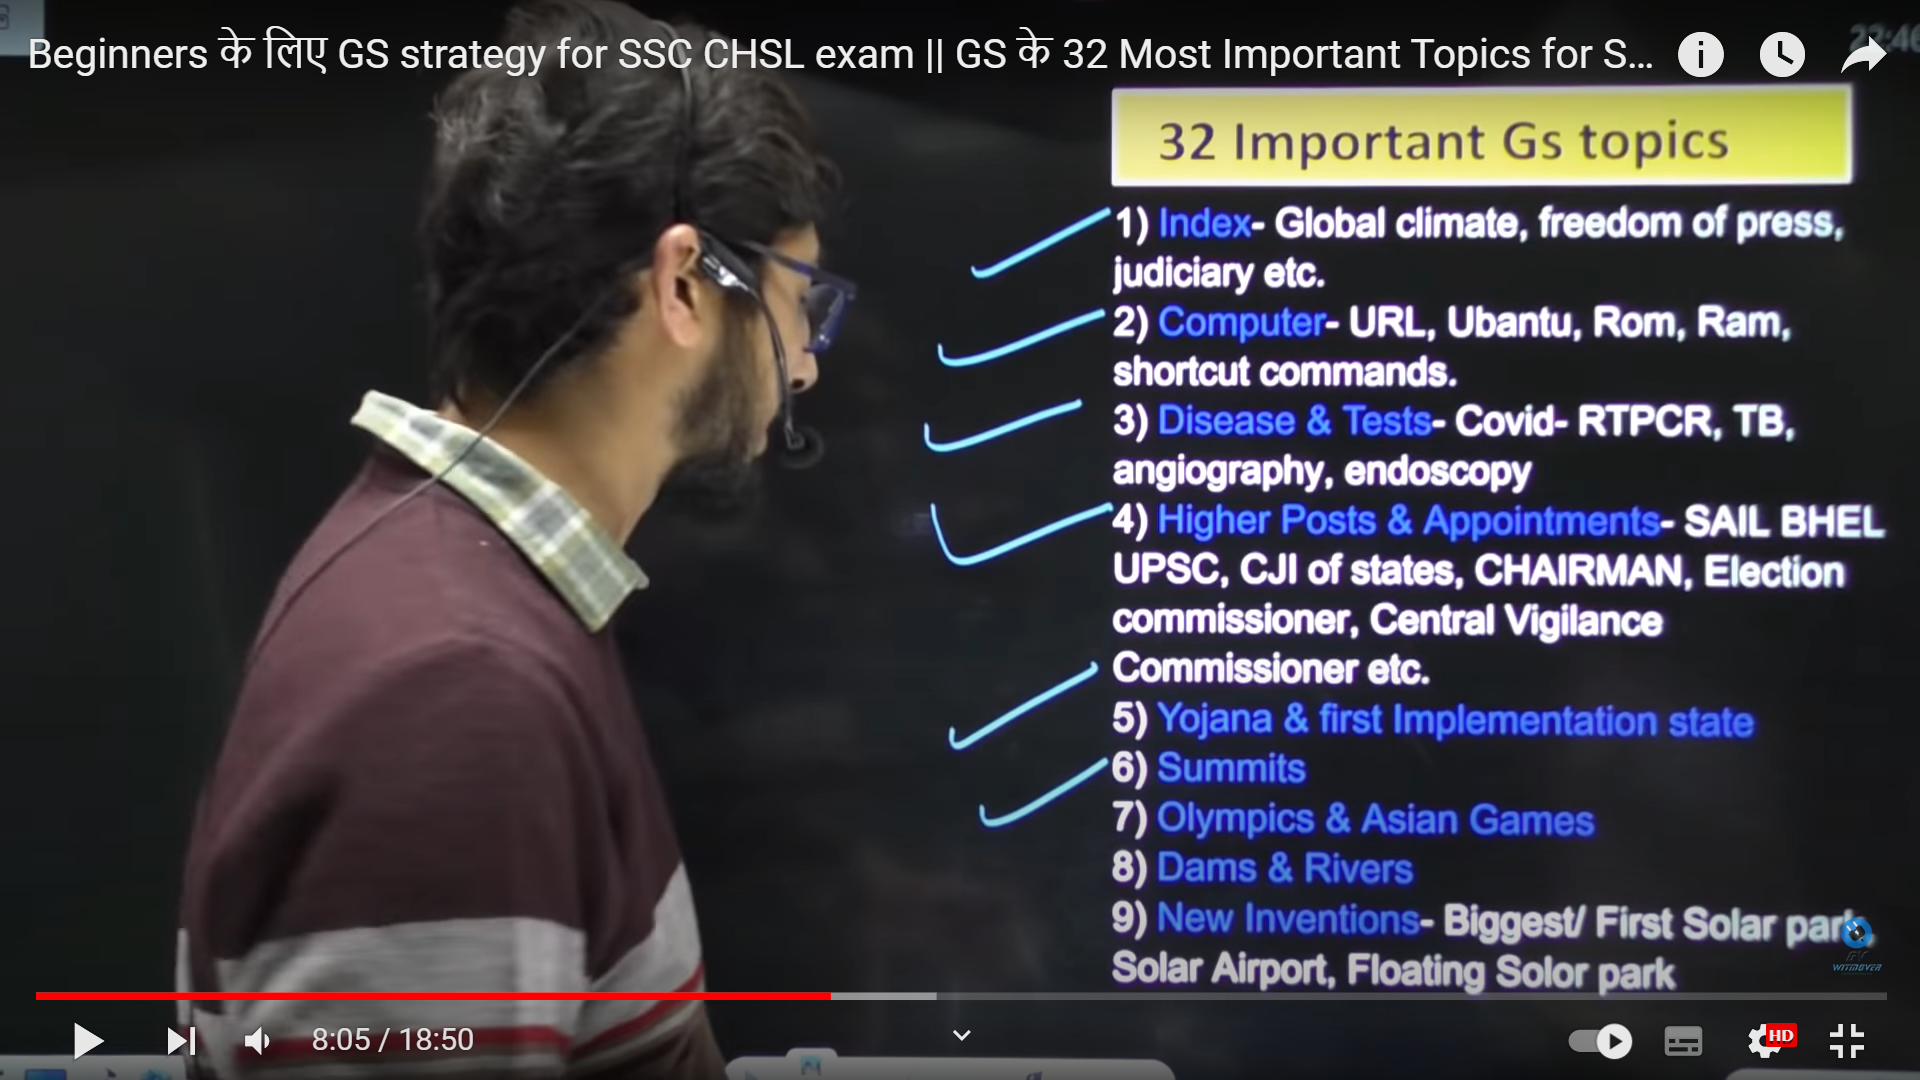 Beginners के लिए GS strategy for SSC CHSL exam || GS के 32 Most Important Topics for S...
32 Important Gs topics
1) Index- Global climate, freedom of press,
judiciary etc.
2) Computer- URL, Ubantu, Rom, Ram,
shortcut commands.
3) Disease & Tests- Covid- RTPCR, TB,
angiography, endoscopy
4) Higher Posts & Appointments- SAIL BHEL
UPSC, CJI of states, CHAIRMAN, Election
commissioner, Central Vigilance
Commissioner etc.
5) Yojana & first Implementation state
6) Summits
7) Olympics & Asian Games
8) Dams & Rivers
9) New Inventions- Biggest/ First Solar park,
Solar Airport, Floating Solor park
8:05 / 18:50
HD